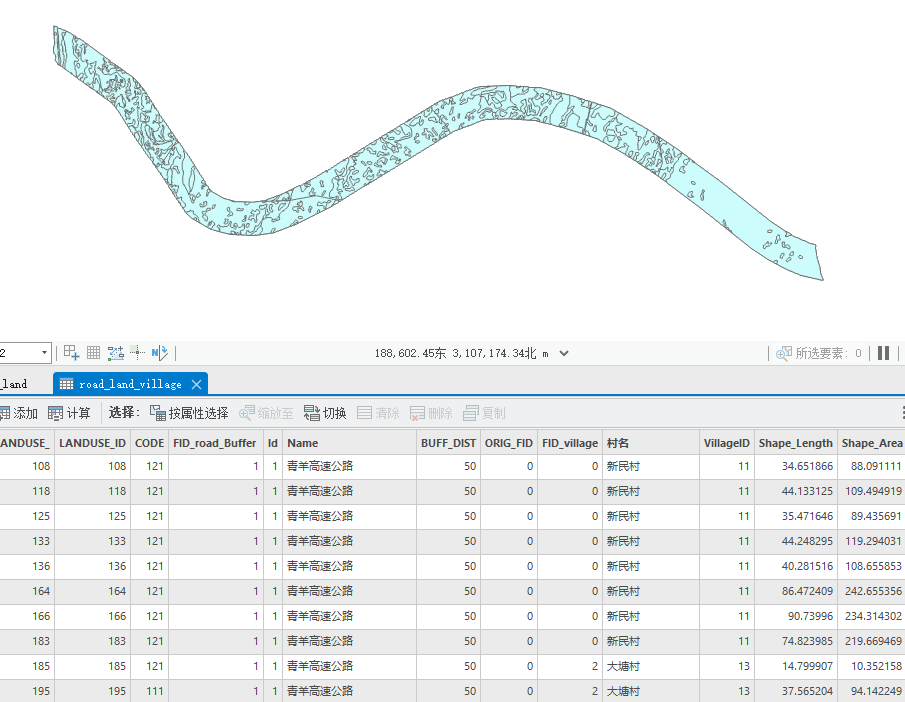 2 188,602.45东 3,107,174.34北 m 所选要素: 0
_land road_land_village
添加 计算 选择: 按属性选择 缩放至 切换 清除 删除 复制
ANDUSE_ LANDUSE_ID CODE FID_road_Buffer Id Name BUFF_DIST ORIG_FID FID_village 村名 VillageID Shape_Length Shape_Area
108 108 121 1 1 青羊高速公路 50 0 0 新民村 11 34.651866 88.091111
118 118 121 1 1 青羊高速公路 50 0 0 新民村 11 44.133125 109.494919
125 125 121 1 1 青羊高速公路 50 0 0 新民村 11 35.471646 89.435691
133 133 121 1 1 青羊高速公路 50 0 0 新民村 11 44.248295 119.294031
136 136 121 1 1 青羊高速公路 50 0 0 新民村 11 40.281516 108.655853
164 164 121 1 1 青羊高速公路 50 0 0 新民村 11 86.472409 242.655356
166 166 121 1 1 青羊高速公路 50 0 0 新民村 11 90.73996 234.314302
183 183 121 1 1 青羊高速公路 50 0 0 新民村 11 74.823985 219.669469
185 185 121 1 1 青羊高速公路 50 0 2 大塘村 13 14.799907 10.352158
195 195 111 1 1 青羊高速公路 50 0 2 大塘村 13 37.565204 94.142249